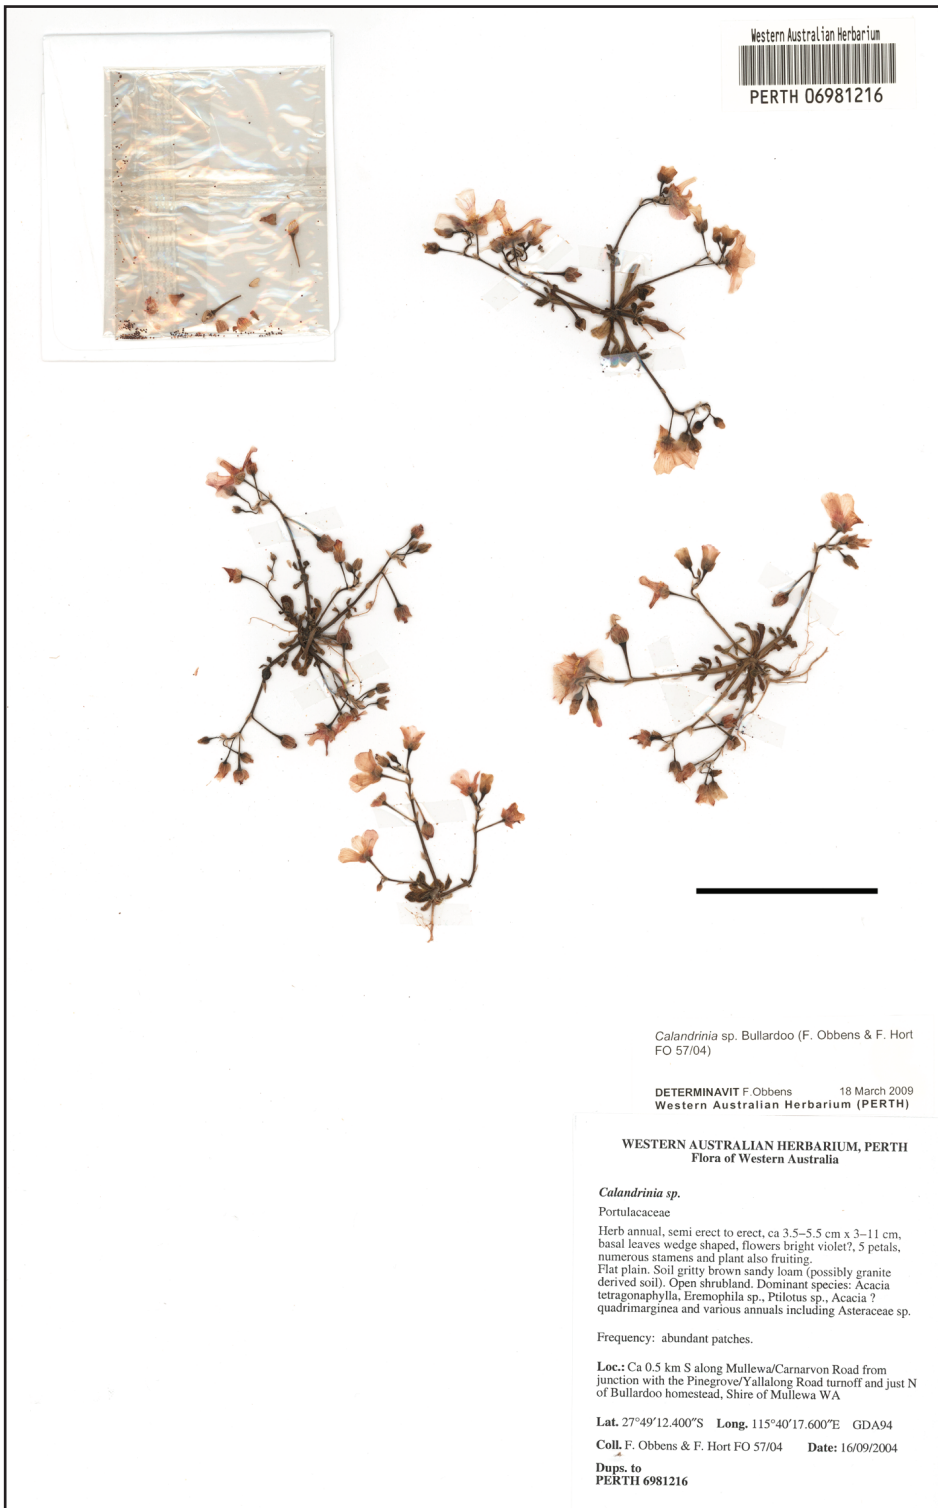 Western Australian Herbarium
PERTH 06981216
Calandrinia sp. Bullardoo (F. Obbens & F. Hort
FO 57/04)
DETERMINAVIT F.Obbens 18 March 2009
Western Australian Herbarium (PERTH)
WESTERN AUSTRALIAN HERBARIUM, PERTH
Flora of Western Australia
Calandrinia sp.
Portulacaceae
Herb annual, semi erect to erect, ca 3.5–5.5 cm x 3–11 cm,
basal leaves wedge shaped, flowers bright violet?, 5 petals,
numerous stamens and plant also fruiting.
Flat plain. Soil gritty brown sandy loam (possibly granite
derived soil). Open shrubland. Dominant species: Acacia
tetragonaphylla, Eremophila sp., Ptilotus sp., Acacia ?
quadrimarginea and various annuals including Asteraceae sp.
Frequency: abundant patches.
Loc.: Ca 0.5 km S along Mullewa/Carnarvon Road from
junction with the Pinegrove/Yallalong Road turnoff and just N
of Bullardoo homestead, Shire of Mullewa WA
Lat. 27°49′12.400″S Long. 115°40′17.600″E GDA94
Coll. F. Obbens & F. Hort FO 57/04 Date: 16/09/2004
Dups. to
PERTH 6981216